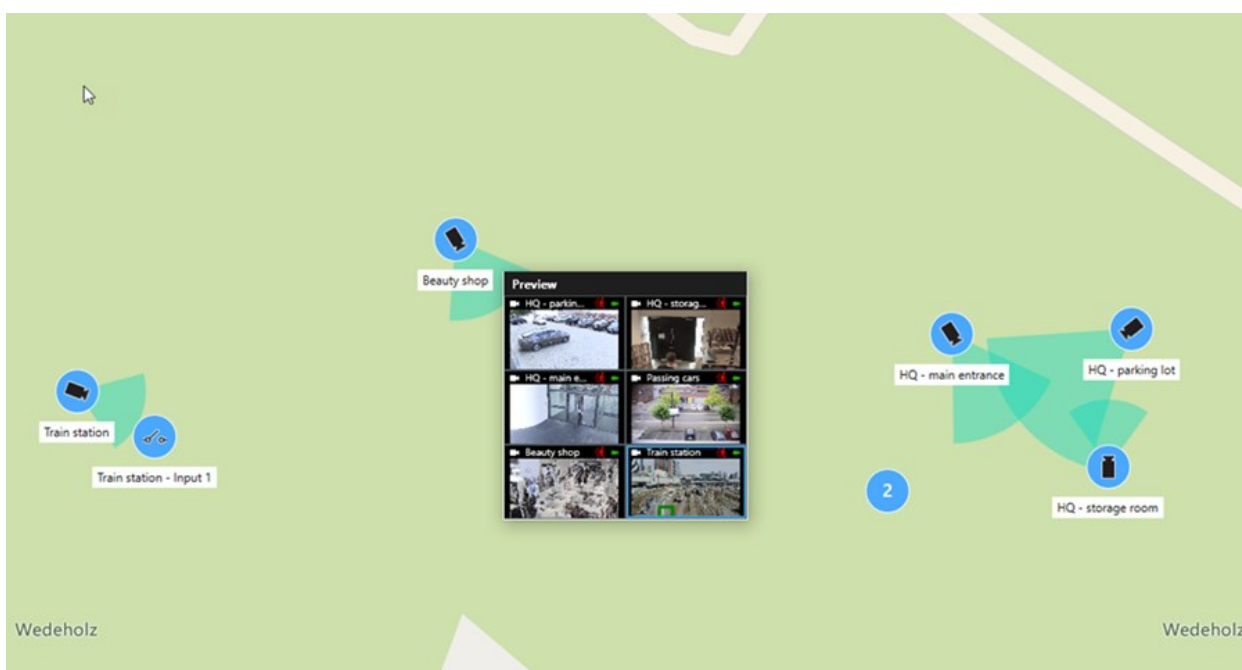 Beauty shop
Preview
HQ - parkin...
HQ - storag...
HQ - main e...
Passing cars
Beauty shop
Train station
HQ - main entrance
HQ - parking lot
Train station
Train station - Input 1
2
HQ - storage room
Wedeholz
Wedeholz